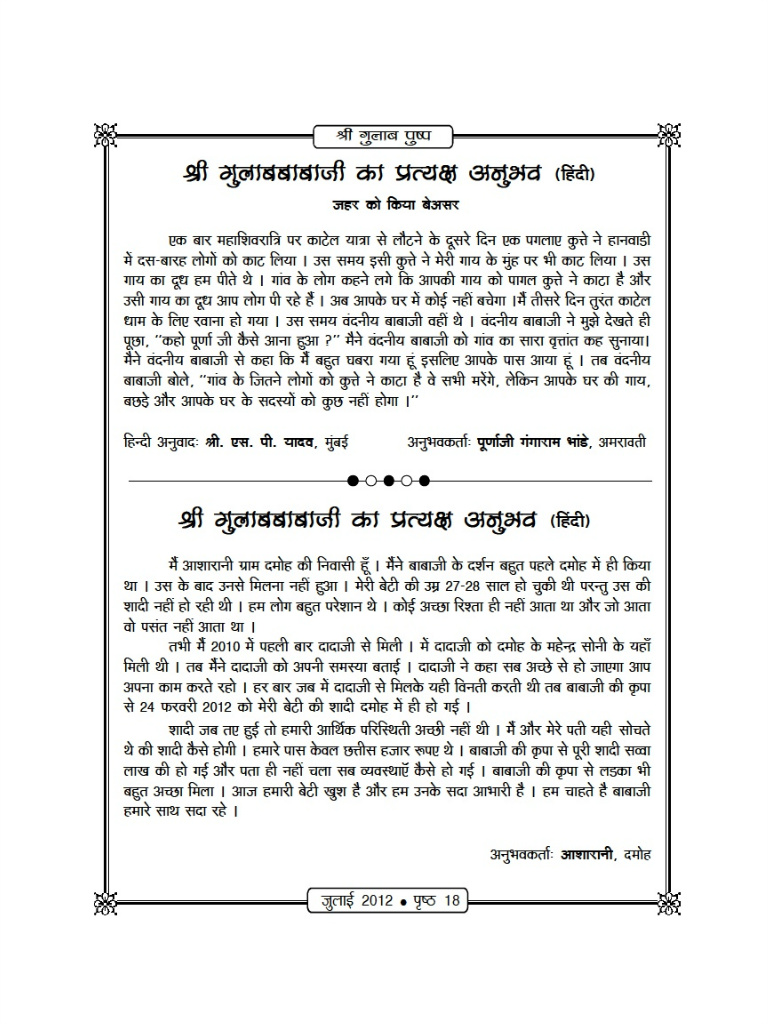 श्री गुलाब पुष्प
श्री गुलाबबाबाजी का प्रत्यक्ष अनुभव (हिंदी)
जहर को किया बेअसर
एक बार महाशिवरात्रि पर काटेल यात्रा से लौटने के दूसरे दिन एक पगलाए कुत्ते ने हानवाडी
में दस-बारह लोगों को काट लिया । उस समय इसी कुत्ते ने मेरी गाय के मुंह पर भी काट लिया । उस
गाय का दूध हम पीते थे । गांव के लोग कहने लगे कि आपकी गाय को पागल कुत्ते ने काटा है और
उसी गाय का दूध आप लोग पी रहे हैं । अब आपके घर में कोई नहीं बचेगा ।मैं तीसरे दिन तुरंत काटेल
धाम के लिए रवाना हो गया । उस समय वंदनीय बाबाजी वहीं थे । वंदनीय बाबाजी ने मुझे देखते ही
पूछा, ''कहो पूर्णा जी कैसे आना हुआ ?'' मैने वंदनीय बाबाजी को गांव का सारा वृत्तांत कह सुनाया।
मैने वंदनीय बाबाजी से कहा कि मैं बहुत घबरा गया हूं इसलिए आपके पास आया हूं । तब वंदनीय
बाबाजी बोले, ''गांव के जितने लोगों को कुत्ते ने काटा है वे सभी मरेंगे, लेकिन आपके घर की गाय,
बछड़े और आपके घर के सदस्यों को कुछ नहीं होगा ।''
हिन्दी अनुवादः श्री. एस. पी. यादव, मुंबई अनुभवकर्ताः पूर्णाजी गंगाराम भांडे, अमरावती
श्री गुलाबबाबाजी का प्रत्यक्ष अनुभव (हिंदी)
मैं आशारानी ग्राम दमोह की निवासी हूँ । मैंने बाबाजी के दर्शन बहुत पहले दमोह में ही किया
था । उस के बाद उनसे मिलना नहीं हुआ । मेरी बेटी की उम्र 27-28 साल हो चुकी थी परन्तु उस की
शादी नहीं हो रही थी । हम लोग बहुत परेशान थे । कोई अच्छा रिश्ता ही नहीं आता था और जो आता
वो पसंत नहीं आता था ।
तभी मैं 2010 में पहली बार दादाजी से मिली । में दादाजी को दमोह के महेन्द्र सोनी के यहाँ
मिली थी । तब मैंने दादाजी को अपनी समस्या बताई । दादाजी ने कहा सब अच्छे से हो जाएगा आप
अपना काम करते रहो । हर बार जब में दादाजी से मिलके यही विनती करती थी तब बाबाजी की कृपा
से 24 फरवरी 2012 को मेरी बेटी की शादी दमोह में ही हो गई ।
शादी जब तए हुई तो हमारी आर्थिक परिस्थिती अच्छी नहीं थी । मैं और मेरे पती यही सोचते
थे की शादी कैसे होगी । हमारे पास केवल छत्तीस हजार रूपए थे । बाबाजी की कृपा से पूरी शादी सव्वा
लाख की हो गई और पता ही नहीं चला सब व्यवस्थाएॅ कैसे हो गई । बाबाजी की कृपा से लड़का भी
बहुत अच्छा मिला । आज हमारी बेटी खुश है और हम उनके सदा आभारी है । हम चाहते है बाबाजी
हमारे साथ सदा रहे ।
अनुभवकर्ताः आशारानी, दमोह
जुलाई 2012 ● पृष्ठ 18